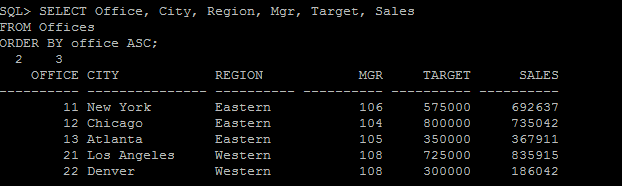 SQL> SELECT Office, City, Region, Mgr, Target, Sales
FROM Offices
ORDER BY office ASC;
  2    3
    OFFICE CITY            REGION            MGR     TARGET      SALES
---------- --------------- ---------- ---------- ---------- ----------
        11 New York        Eastern           106     575000     692637
        12 Chicago         Eastern           104     800000     735042
        13 Atlanta         Eastern           105     350000     367911
        21 Los Angeles     Western           108     725000     835915
        22 Denver          Western           108     300000     186042